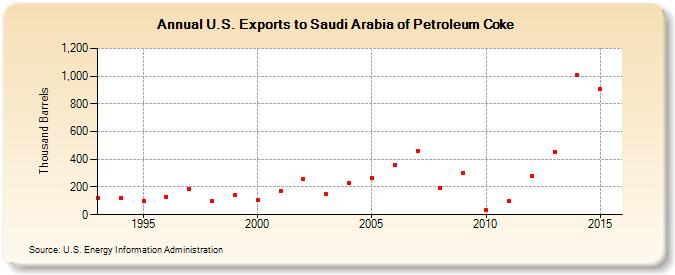 Annual U.S. Exports to Saudi Arabia of Petroleum Coke
Thousand Barrels
1,200
1,000
800
600
400
200
0
1995 2000 2005 2010 2015
Source: U.S. Energy Information Administration